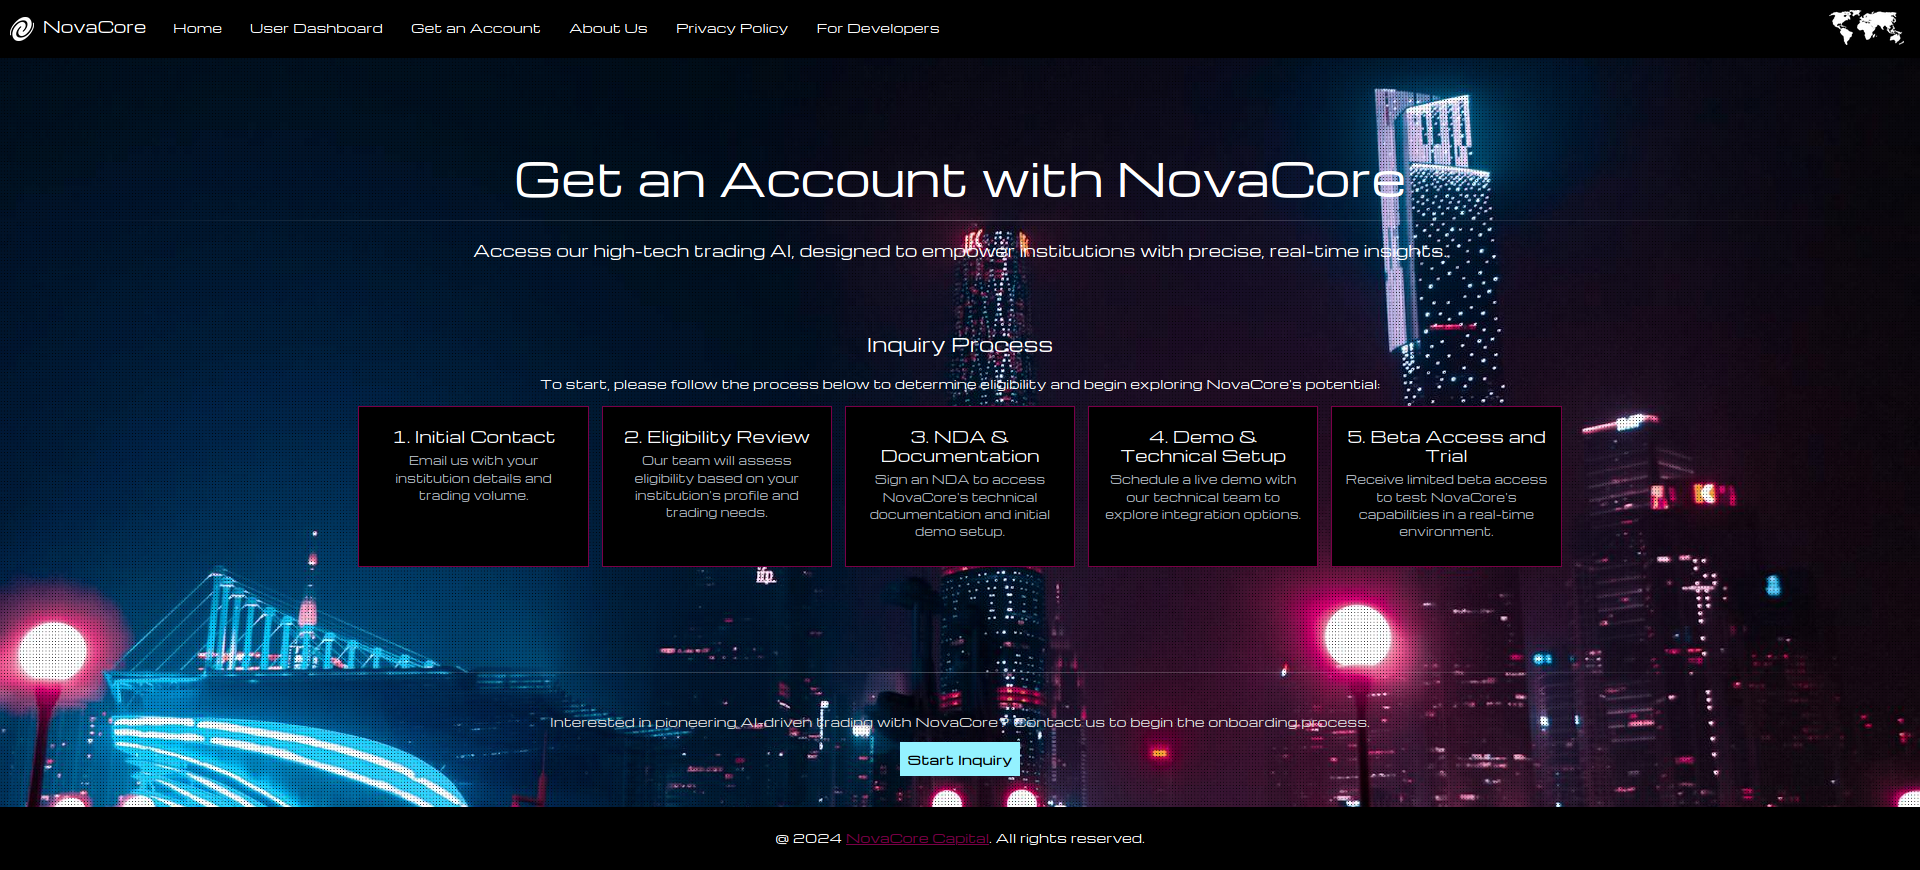 NovaCore
Home
User Dashboard
Get an Account
About Us
Privacy Policy
For Developers
Get an Account with NovaCore
Access our high-tech trading AI, designed to empower institutions with precise, real-time insights.
Inquiry Process
To start, please follow the process below to determine eligibility and begin exploring NovaCore's potential:
1. Initial Contact
Email us with your
institution details and
trading volume.
2. Eligibility Review
Our team will assess
eligibility based on your
institution's profile and
trading needs.
3. NDA &
Documentation
Sign an NDA to access
NovaCore's technical
documentation and initial
demo setup.
4. Demo &
Technical Setup
Schedule a live demo with
our technical team to
explore integration options.
5. Beta Access and
Trial
Receive limited beta access
to test NovaCore's
capabilities in a real-time
environment.
Interested in pioneering AI-driven trading with NovaCore? Contact us to begin the onboarding process.
Start Inquiry
@ 2024 NovaCore Capital. All rights reserved.